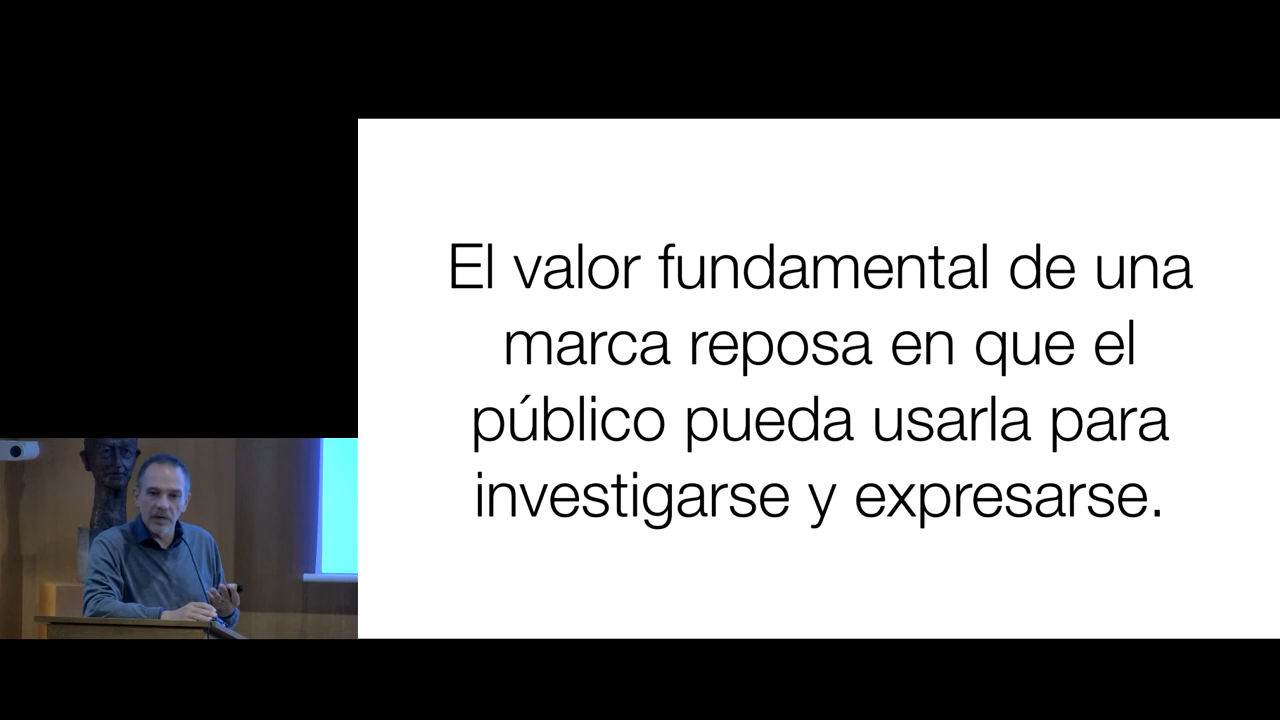 El valor fundamental de una
marca reposa en que el
público pueda usarla para
investigarse y expresarse.